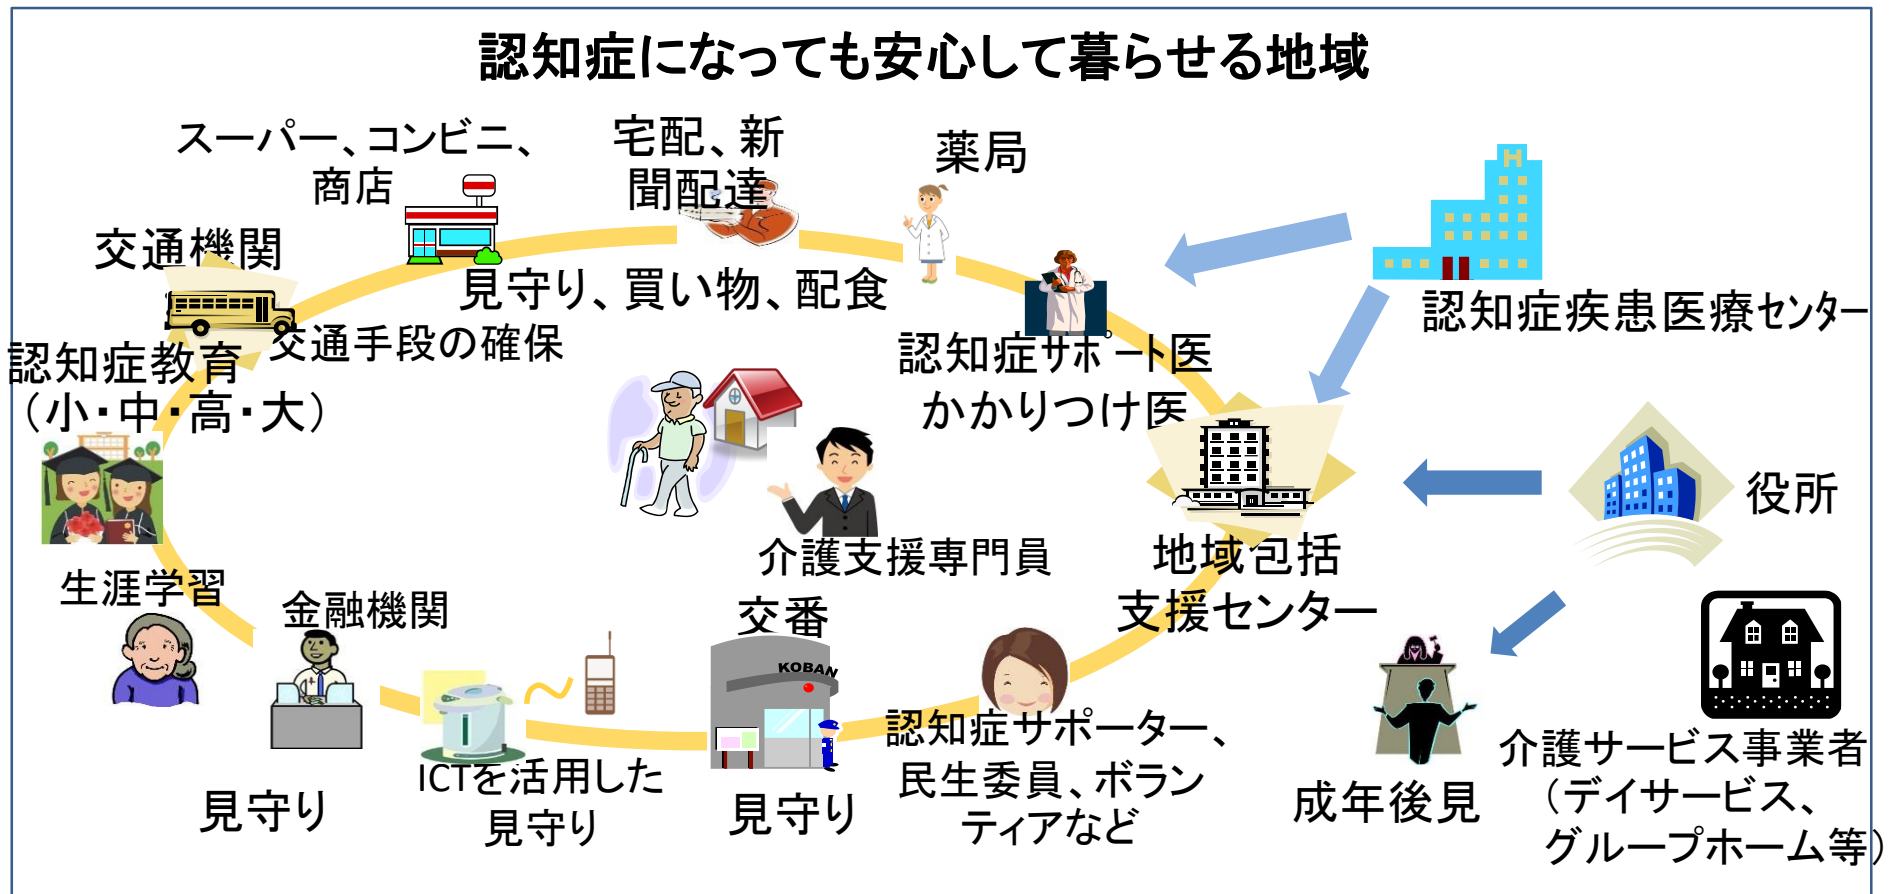 認知症になっても安心して暮らせる地域
スーパー、コンビニ、
商店
宅配、新
聞配達
薬局
交通機関
見守り、買い物、配食
交通手段の確保
認知症教育
（小・中・高・大）
認知症サポート医
かかりつけ医
認知症疾患医療センター
役所
介護支援専門員
地域包括
支援センター
生涯学習
金融機関
交番
KOBAN
見守り
ICTを活用した
見守り
見守り
認知症サポーター、
民生委員、ボラン
ティアなど
成年後見
介護サービス事業者
（デイサービス、
グループホーム等）
H